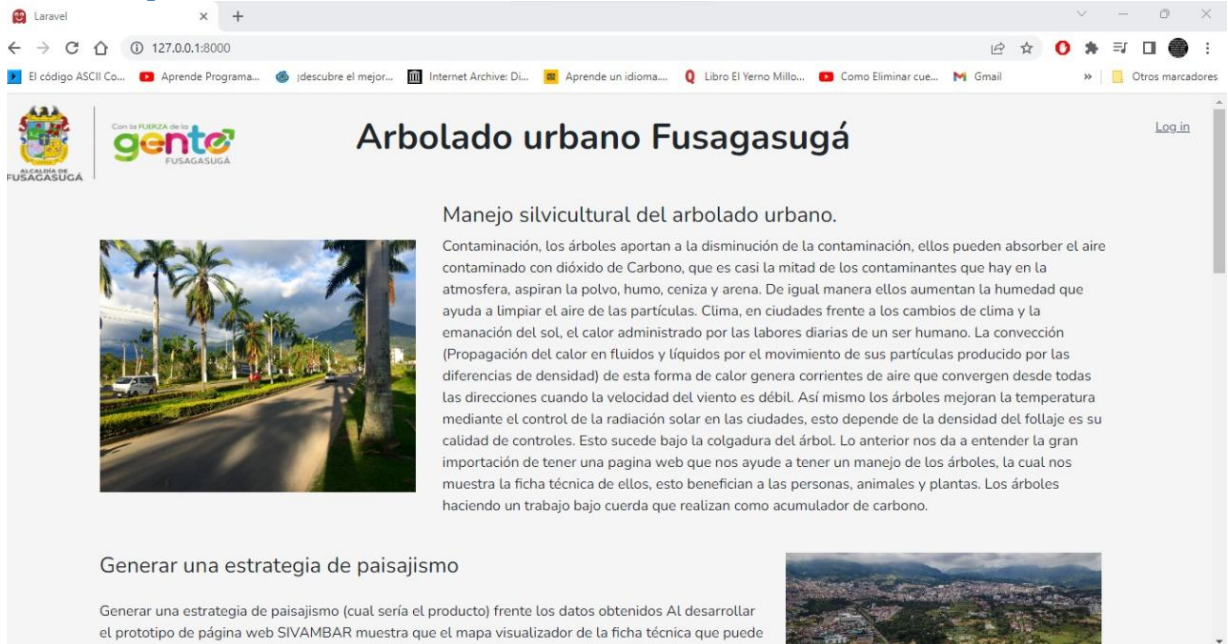 Laravel
127.0.0.1:8000
El código ASCII Co...
Aprende Programa...
¡descubre el mejor...
Internet Archive: Di...
Aprende un idioma....
Libro El Yerno Millo...
Como Eliminar cue...
Gmail
»
Otros marcadores
ALCALDÍA DE
FUSAGASUGÁ
Con la FUERZA de la
gente
FUSAGASUGÁ
Arbolado urbano Fusagasugá
Log in
Manejo silvicultural del arbolado urbano.
Contaminación, los árboles aportan a la disminución de la contaminación, ellos pueden absorber el aire
contaminado con dióxido de Carbono, que es casi la mitad de los contaminantes que hay en la
atmosfera, aspiran la polvo, humo, ceniza y arena. De igual manera ellos aumentan la humedad que
ayuda a limpiar el aire de las partículas. Clima, en ciudades frente a los cambios de clima y la
emanación del sol, el calor administrado por las labores diarias de un ser humano. La convección
(Propagación del calor en fluidos y líquidos por el movimiento de sus partículas producido por las
diferencias de densidad) de esta forma de calor genera corrientes de aire que convergen desde todas
las direcciones cuando la velocidad del viento es débil. Así mismo los árboles mejoran la temperatura
mediante el control de la radiación solar en las ciudades, esto depende de la densidad del follaje es su
calidad de controles. Esto sucede bajo la colgadura del árbol. Lo anterior nos da a entender la gran
importación de tener una pagina web que nos ayude a tener un manejo de los árboles, la cual nos
muestra la ficha técnica de ellos, esto benefician a las personas, animales y plantas. Los árboles
haciendo un trabajo bajo cuerda que realizan como acumulador de carbono.
Generar una estrategia de paisajismo
Generar una estrategia de paisajismo (cual sería el producto) frente los datos obtenidos Al desarrollar
el prototipo de página web SIVAMBAR muestra que el mapa visualizador de la ficha técnica que puede